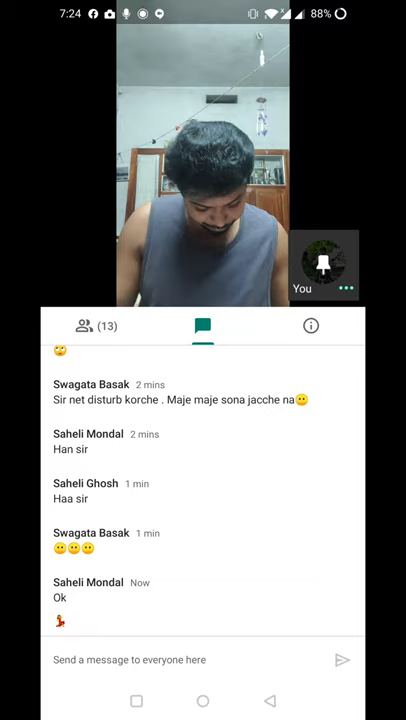 7:24
88%
You
(13)
🙄
Swagata Basak 2 mins
Sir net disturb korche . Maje maje sona jacche na😶
Saheli Mondal 2 mins
Han sir
Saheli Ghosh 1 min
Haa sir
Swagata Basak 1 min
😶😶😶
Saheli Mondal Now
Ok
💃
Send a message to everyone here